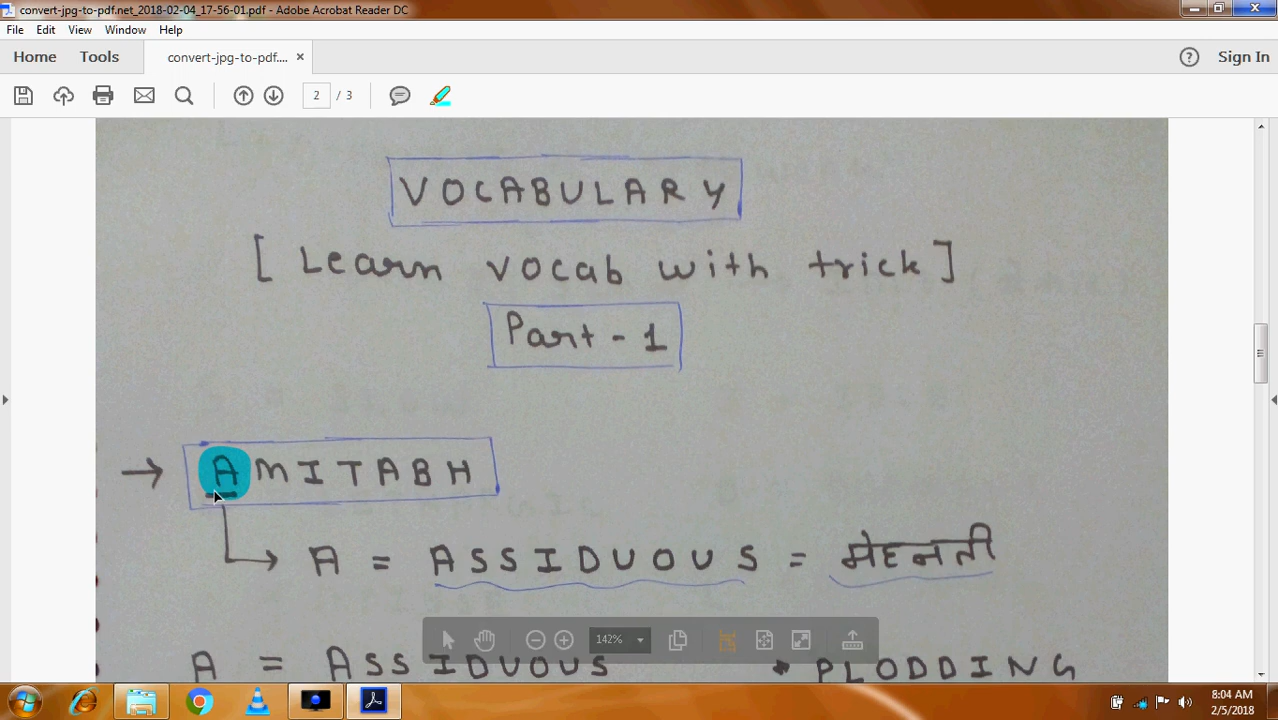 convert-jpg-to-pdf.net_2018-02-04_17-56-01.pdf - Adobe Acrobat Reader DC
File Edit View Window Help
Home Tools convert-jpg-to-pdf.... × Sign In
2 / 3
VOCABULARY
[ Learn vocab with trick ]
Part - 1
→ AMITABH
A = ASSIDUOUS = मेहनती
142%
A = ASSIDUOUS • PLODDING
8:04 AM
2/5/2018